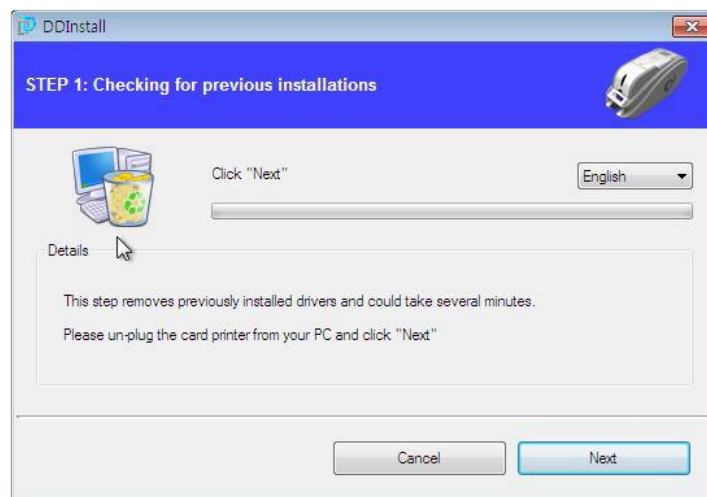 DDInstall
STEP 1: Checking for previous installations
Click "Next"
English
Details
This step removes previously installed drivers and could take several minutes.
Please un-plug the card printer from your PC and click "Next"
Cancel
Next